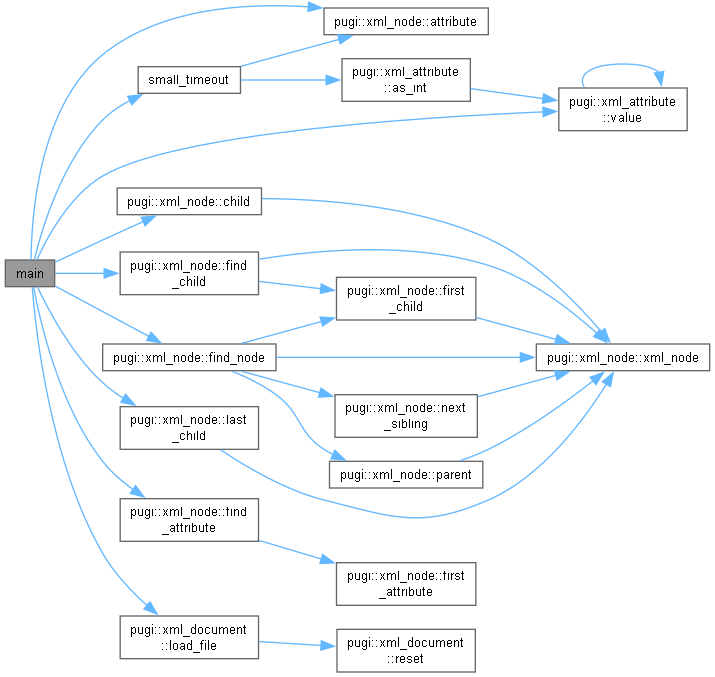 pugi::xml_node::attribute
small_timeout
pugi::xml_attribute
::as_int
pugi::xml_attribute
::value
pugi::xml_node::child
main
pugi::xml_node::find
_child
pugi::xml_node::first
_child
pugi::xml_node::find_node
pugi::xml_node::xml_node
pugi::xml_node::last
_child
pugi::xml_node::next
_sibling
pugi::xml_node::parent
pugi::xml_node::find
_attribute
pugi::xml_node::first
_attribute
pugi::xml_document
::load_file
pugi::xml_document
::reset